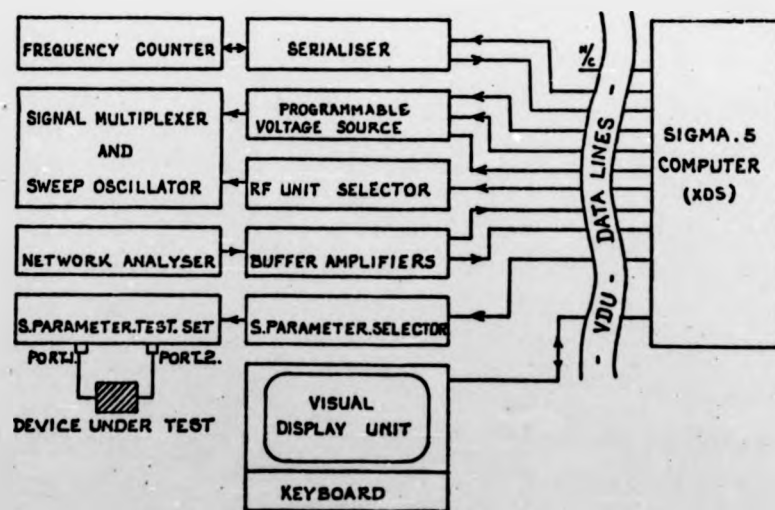 FREQUENCY COUNTER
SERIALISER
N/C
SIGNAL MULTIPLEXER
AND
SWEEP OSCILLATOR
PROGRAMMABLE
VOLTAGE SOURCE
RF UNIT SELECTOR
NETWORK ANALYSER
BUFFER AMPLIFIERS
S.PARAMETER.TEST.SET
S.PARAMETER.SELECTOR
PORT.1.
PORT.2.
DEVICE UNDER TEST
VISUAL
DISPLAY UNIT
KEYBOARD
- VDU - DATA LINES -
SIGMA.5
COMPUTER
(XDS)